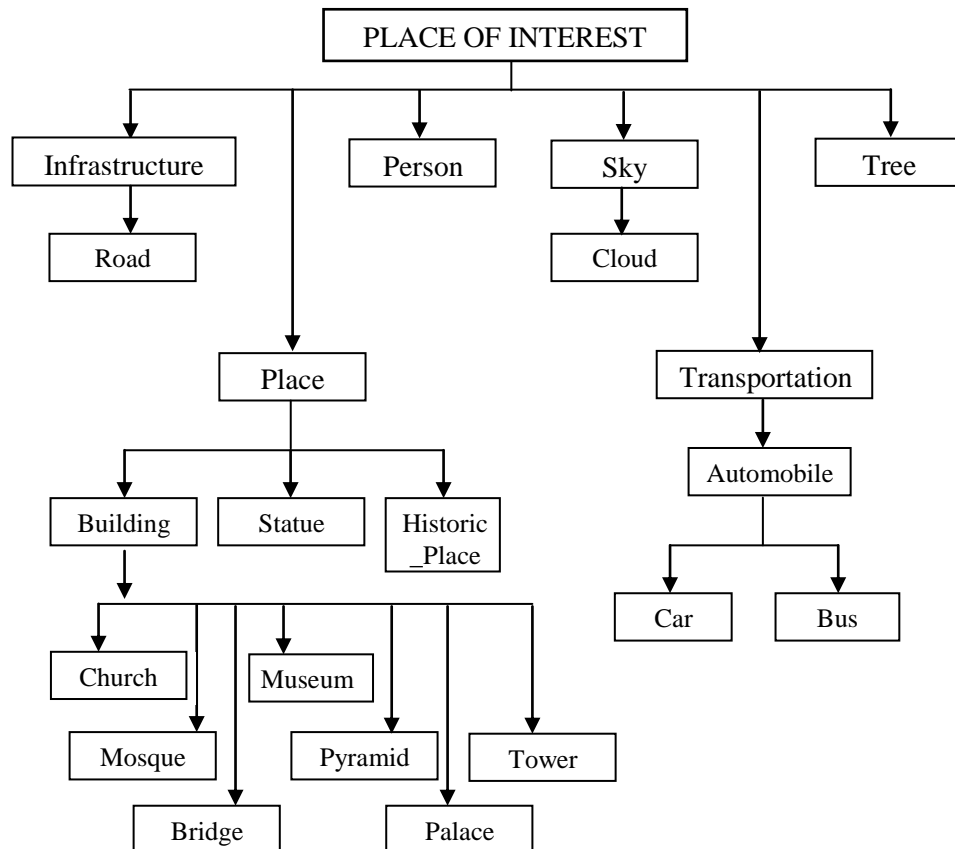 PLACE OF INTEREST
Infrastructure
Person
Sky
Tree
Road
Cloud
Place
Transportation
Automobile
Building
Statue
Historic
_Place
Car
Bus
Church
Museum
Mosque
Pyramid
Tower
Bridge
Palace